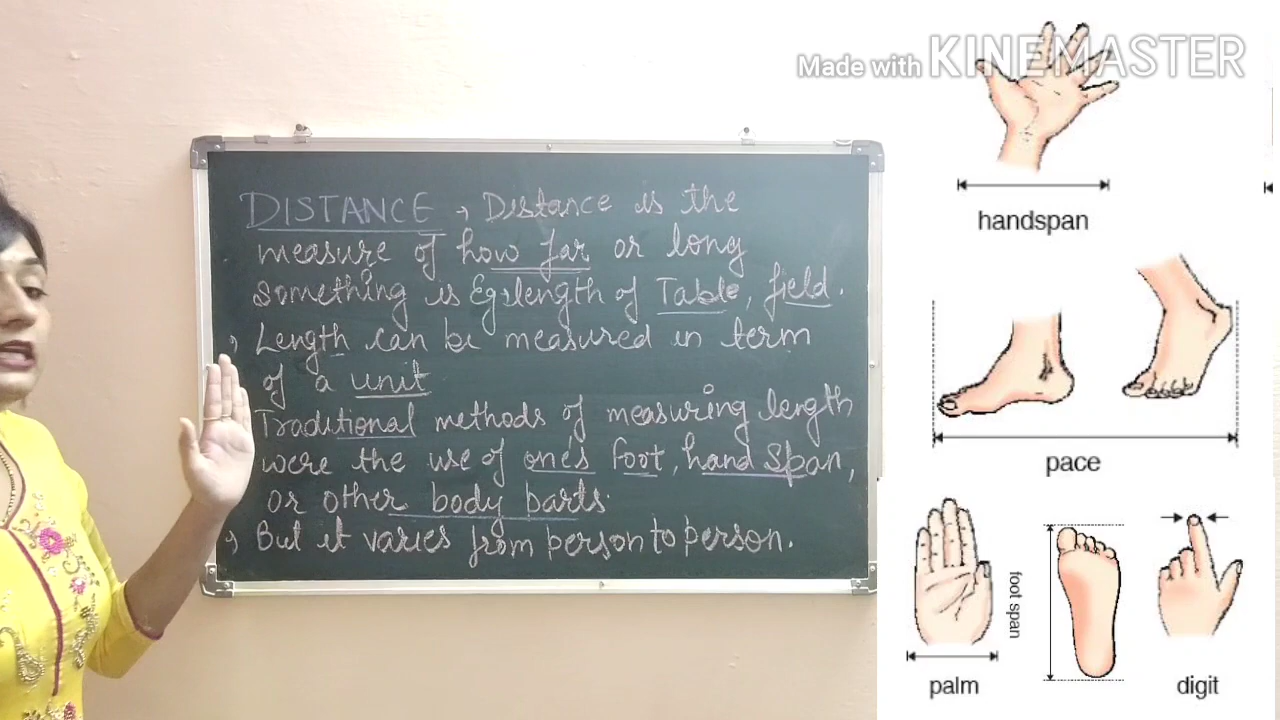 Made with KINEMASTER
DISTANCE → Distance is the
measure of how far or long
something is Eg:length of Table, field.
→ Length can be measured in term
of a unit
Traditional methods of measuring length
were the use of one's foot, hand span,
or other body parts.
→ But it varies from person to person.
handspan
pace
palm
foot span
digit